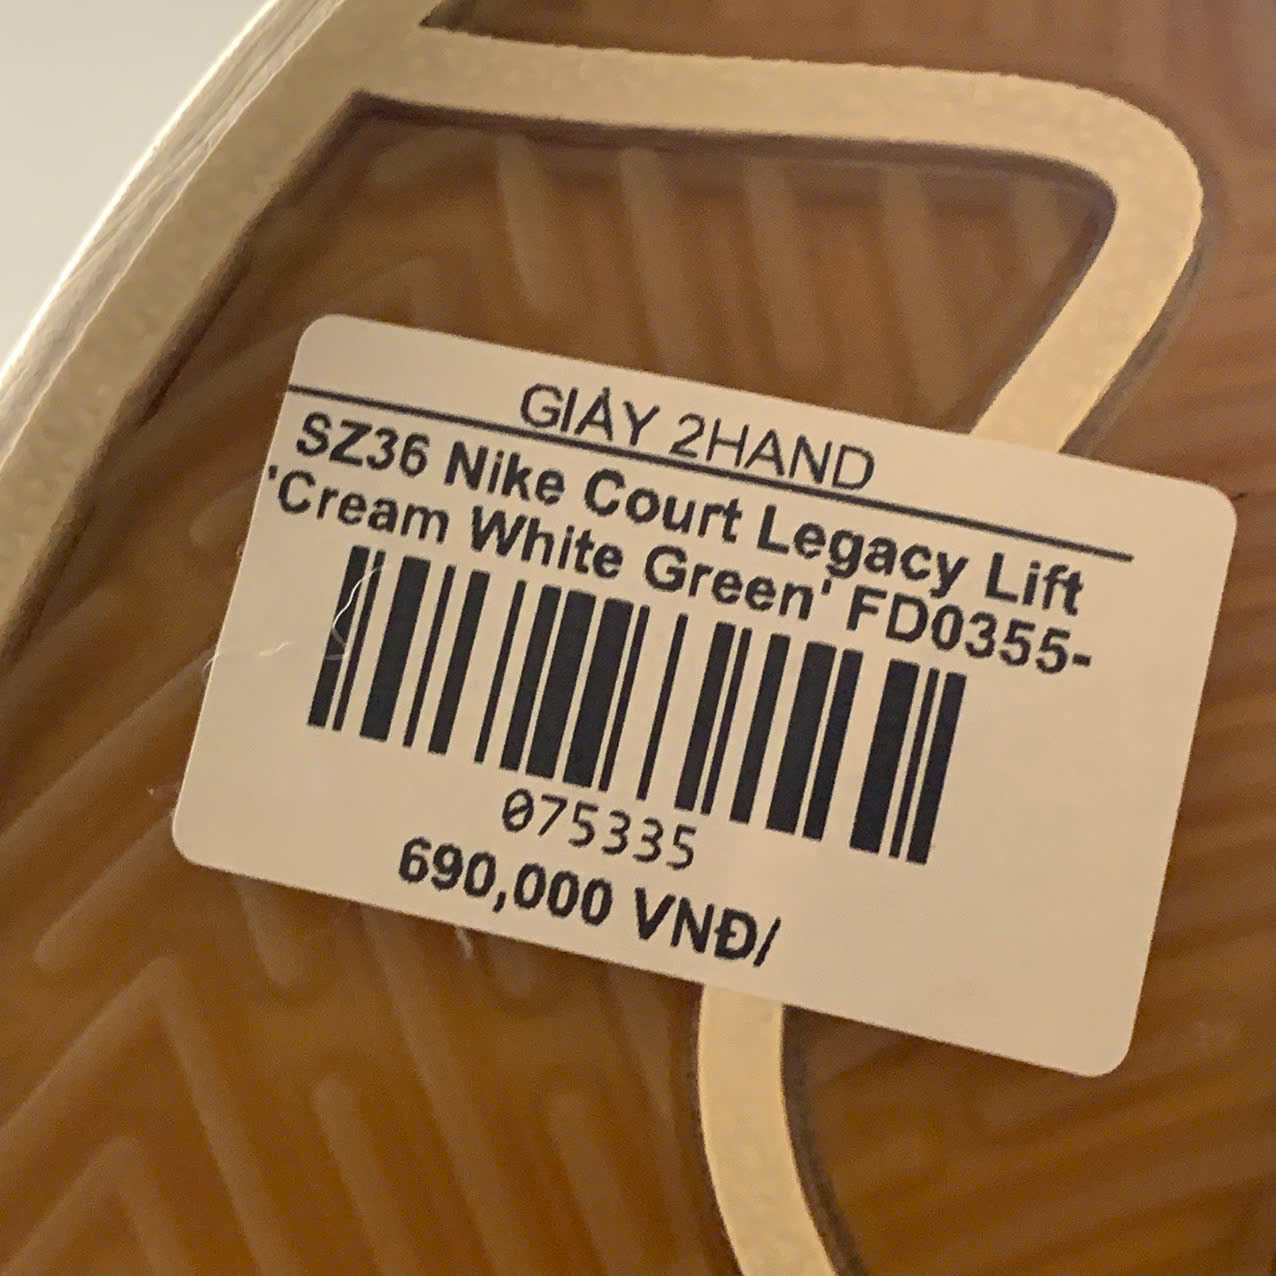 GIÀY 2HAND
SZ36 Nike Court Legacy Lift
'Cream White Green' FD0355-
075335
690,000 VNĐ/